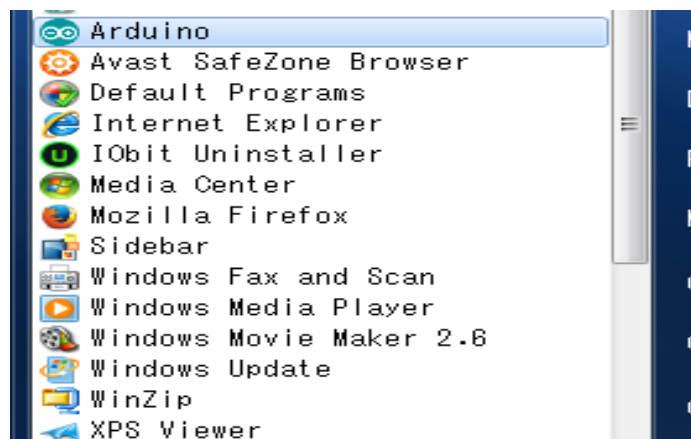 Arduino
Avast SafeZone Browser
Default Programs
Internet Explorer
IObit Uninstaller
Media Center
Mozilla Firefox
Sidebar
Windows Fax and Scan
Windows Media Player
Windows Movie Maker 2.6
Windows Update
WinZip
XPS Viewer